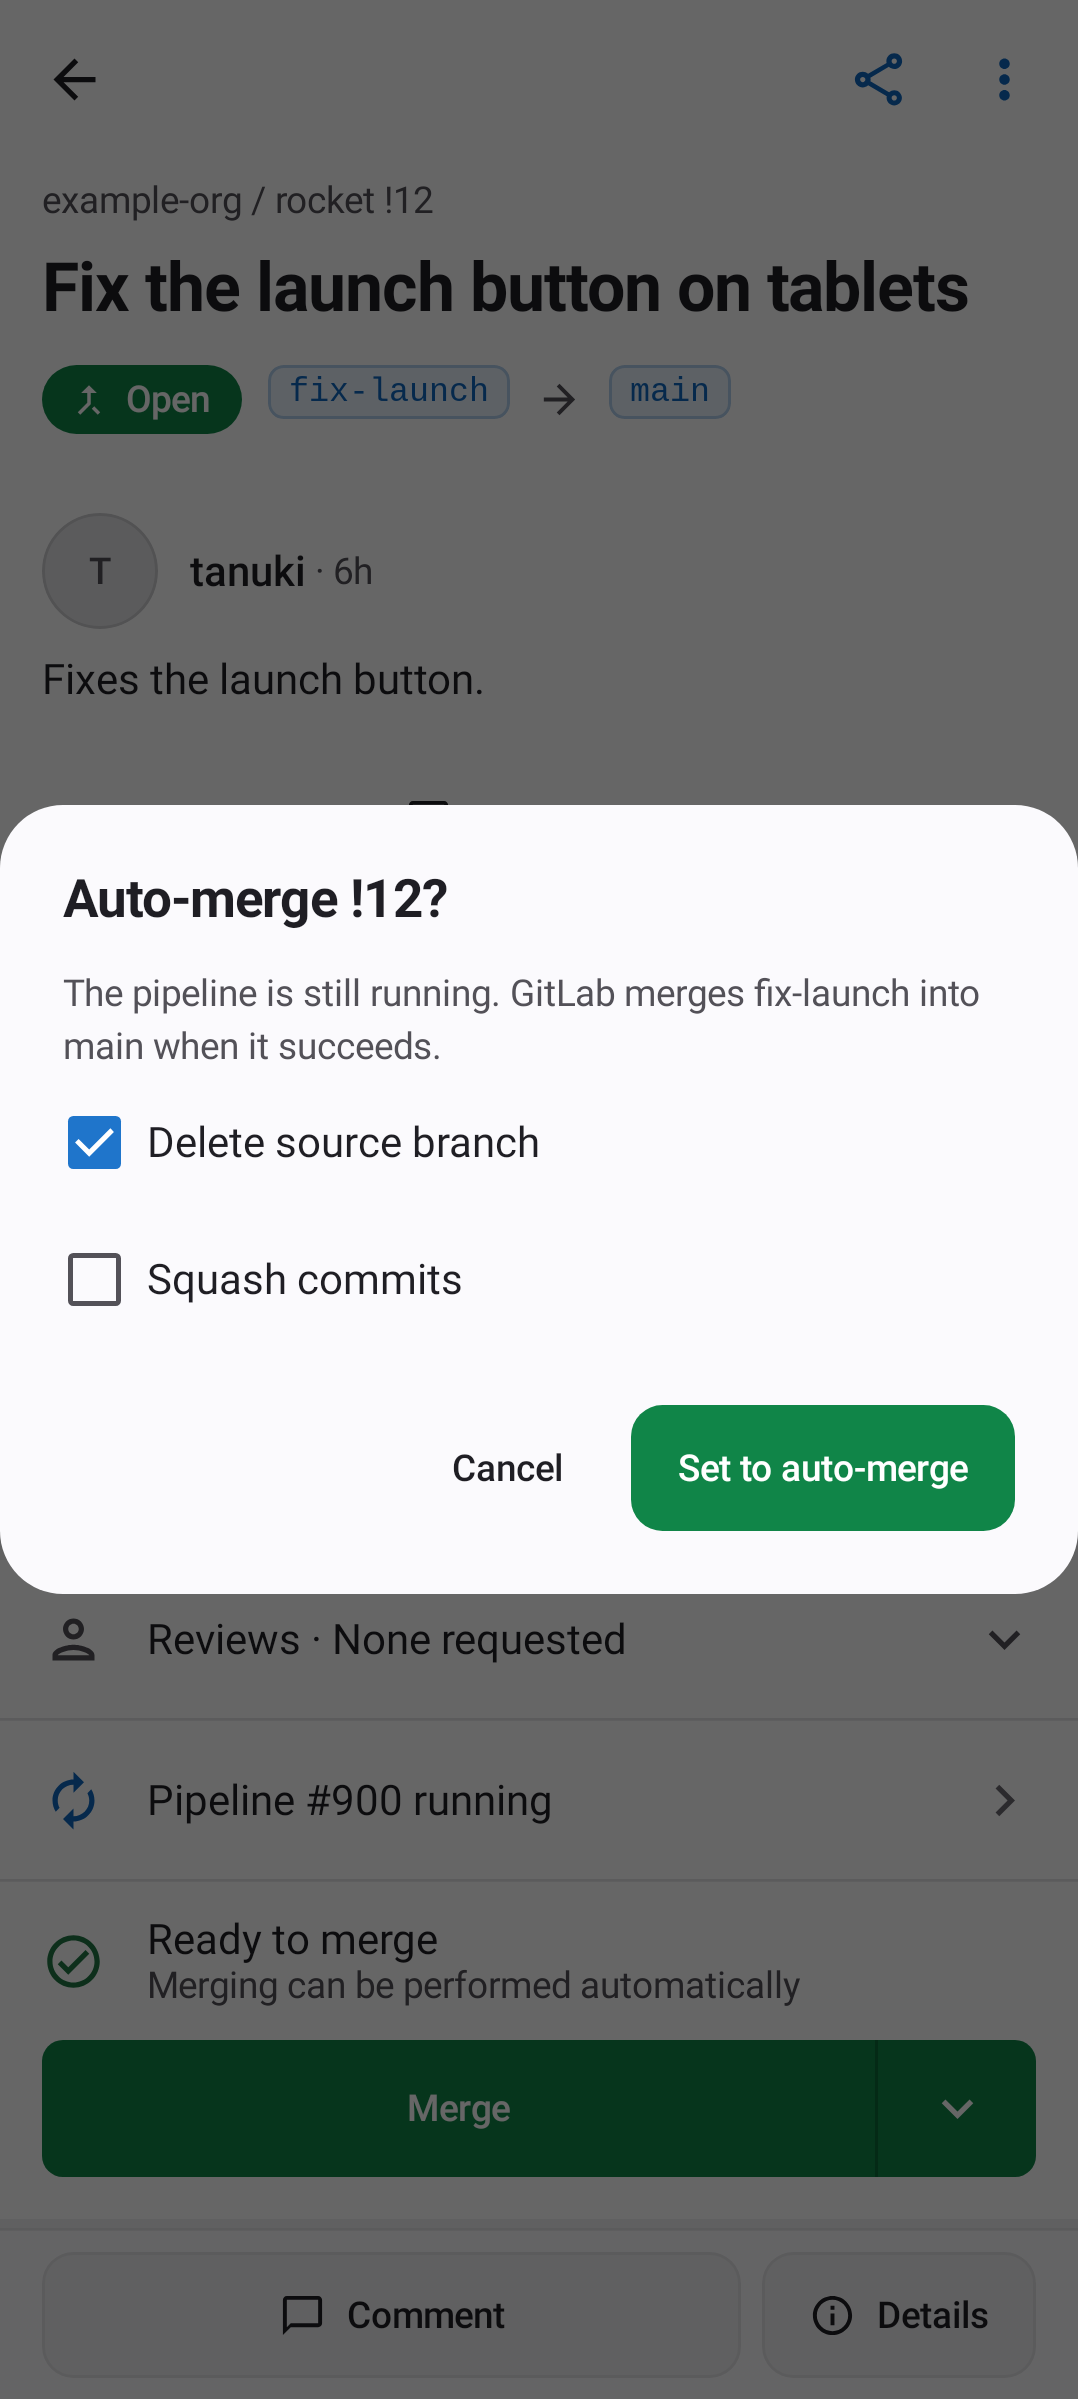 example-org / rocket !12
Fix the launch button on tablets
Open fix-launch main
T tanuki · 6h
Fixes the launch button.
Auto-merge !12?
The pipeline is still running. GitLab merges fix-launch into
main when it succeeds.
Delete source branch
Squash commits
Cancel Set to auto-merge
Reviews · None requested
Pipeline #900 running
Ready to merge
Merging can be performed automatically
Merge
Comment Details